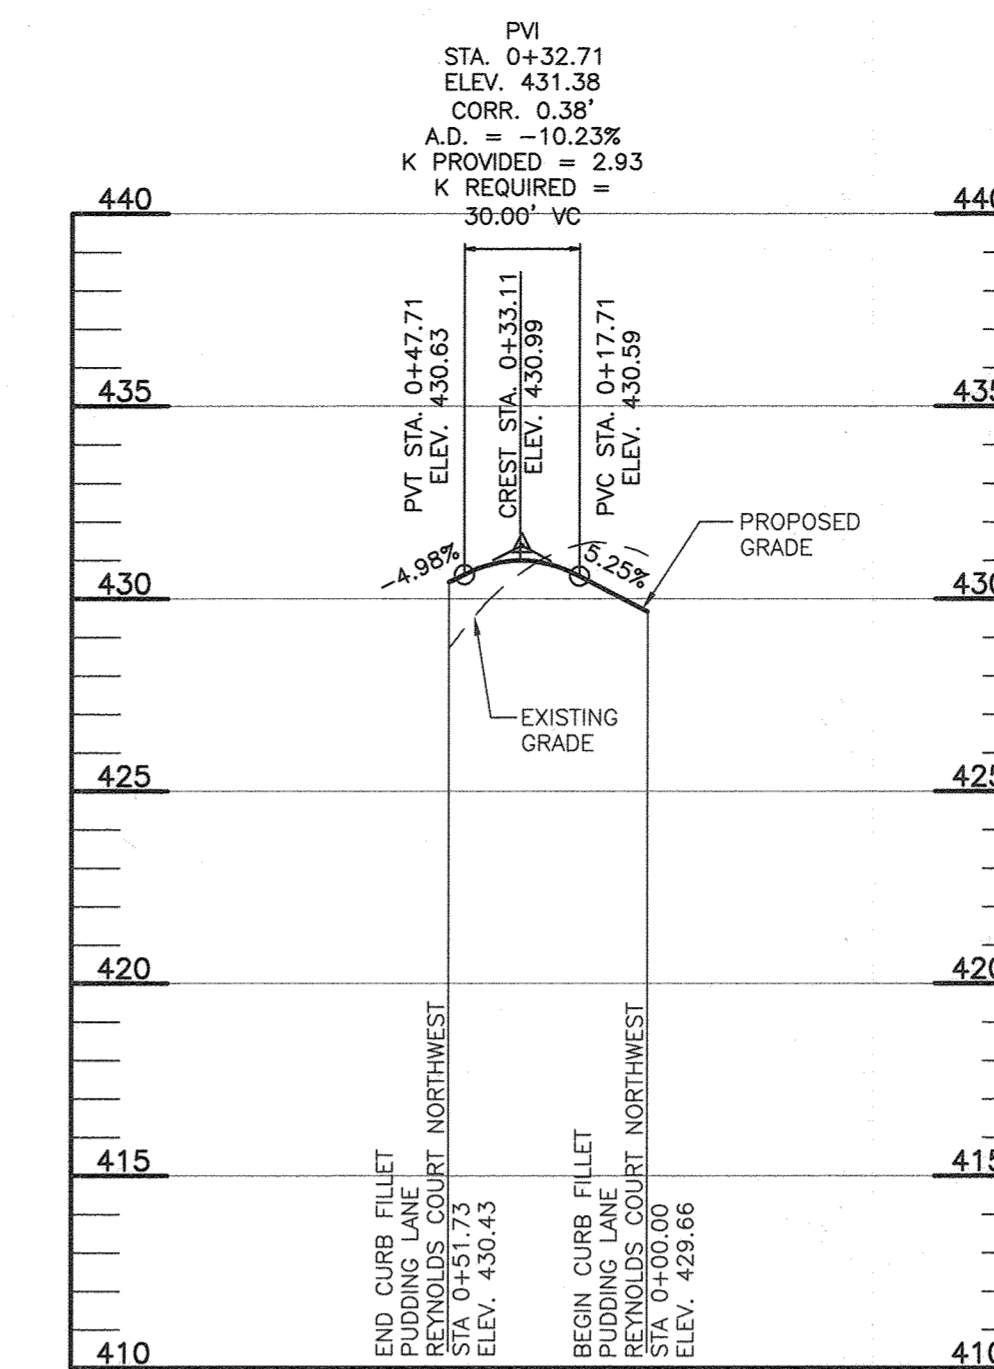 PVI
STA. 0+32.71
ELEV. 431.38
CORR. 0.38'
A.D. = -10.23%
K PROVIDED = 2.93
K REQUIRED =
30.00' VC
440
440
PVT STA. 0+47.71
ELEV. 430.63
CREST STA. 0+33.11
ELEV. 430.99
PVC STA. 0+17.71
ELEV. 430.59
435
435
-4.98%
5.25%
PROPOSED
GRADE
430
430
EXISTING
GRADE
425
425
420
420
END CURB FILLET
PUDDING LANE
REYNOLDS COURT NORTHWEST
STA 0+51.73
ELEV. 430.43
BEGIN CURB FILLET
PUDDING LANE
REYNOLDS COURT NORTHWEST
STA 0+00.00
ELEV. 429.66
415
415
410
410